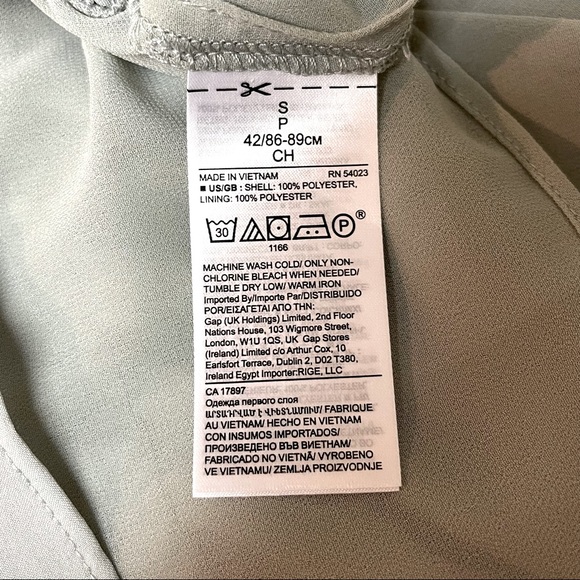 S
P
42/86-89см
CH
MADE IN VIETNAM RN 54023
■ US/GB : SHELL: 100% POLYESTER,
LINING: 100% POLYESTER
30 P ®
1166
MACHINE WASH COLD/ ONLY NON-
CHLORINE BLEACH WHEN NEEDED/
TUMBLE DRY LOW/ WARM IRON
Imported By/Importe Par/DISTRIBUIDO
POR/ΕΙΣΑΓΕΤΑΙ ΑΠΟ ΤΗΝ:
Gap (UK Holdings) Limited, 2nd Floor
Nations House, 103 Wigmore Street,
London, W1U 1QS, UK Gap Stores
(Ireland) Limited c/o Arthur Cox, 10
Earlsfort Terrace, Dublin 2, D02 T380,
Ireland Egypt Importer:RIGE, LLC
CA 17897
Одежда первого слоя
ԱՐՏԱԴՐՎԱԾ Է ՎԻԵՏՆԱՄՈՒՄ/ FABRIQUE
AU VIETNAM/ HECHO EN VIETNAM
CON INSUMOS IMPORTADOS/
ПРОИЗВЕДЕНО ВЪВ ВИЕТНАМ/
FABRICADO NO VIETNÃ/ VYROBENO
VE VIETNAMU/ ZEMLJA PROIZVODNJE